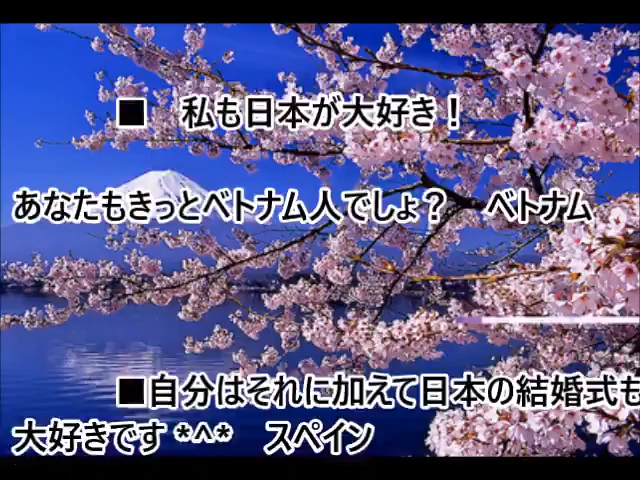 ■　私も日本が大好き！
あなたもきっとベトナム人でしょ？　ベトナム
■自分はそれに加えて日本の結婚式も
大好きです *^^*　スペイン